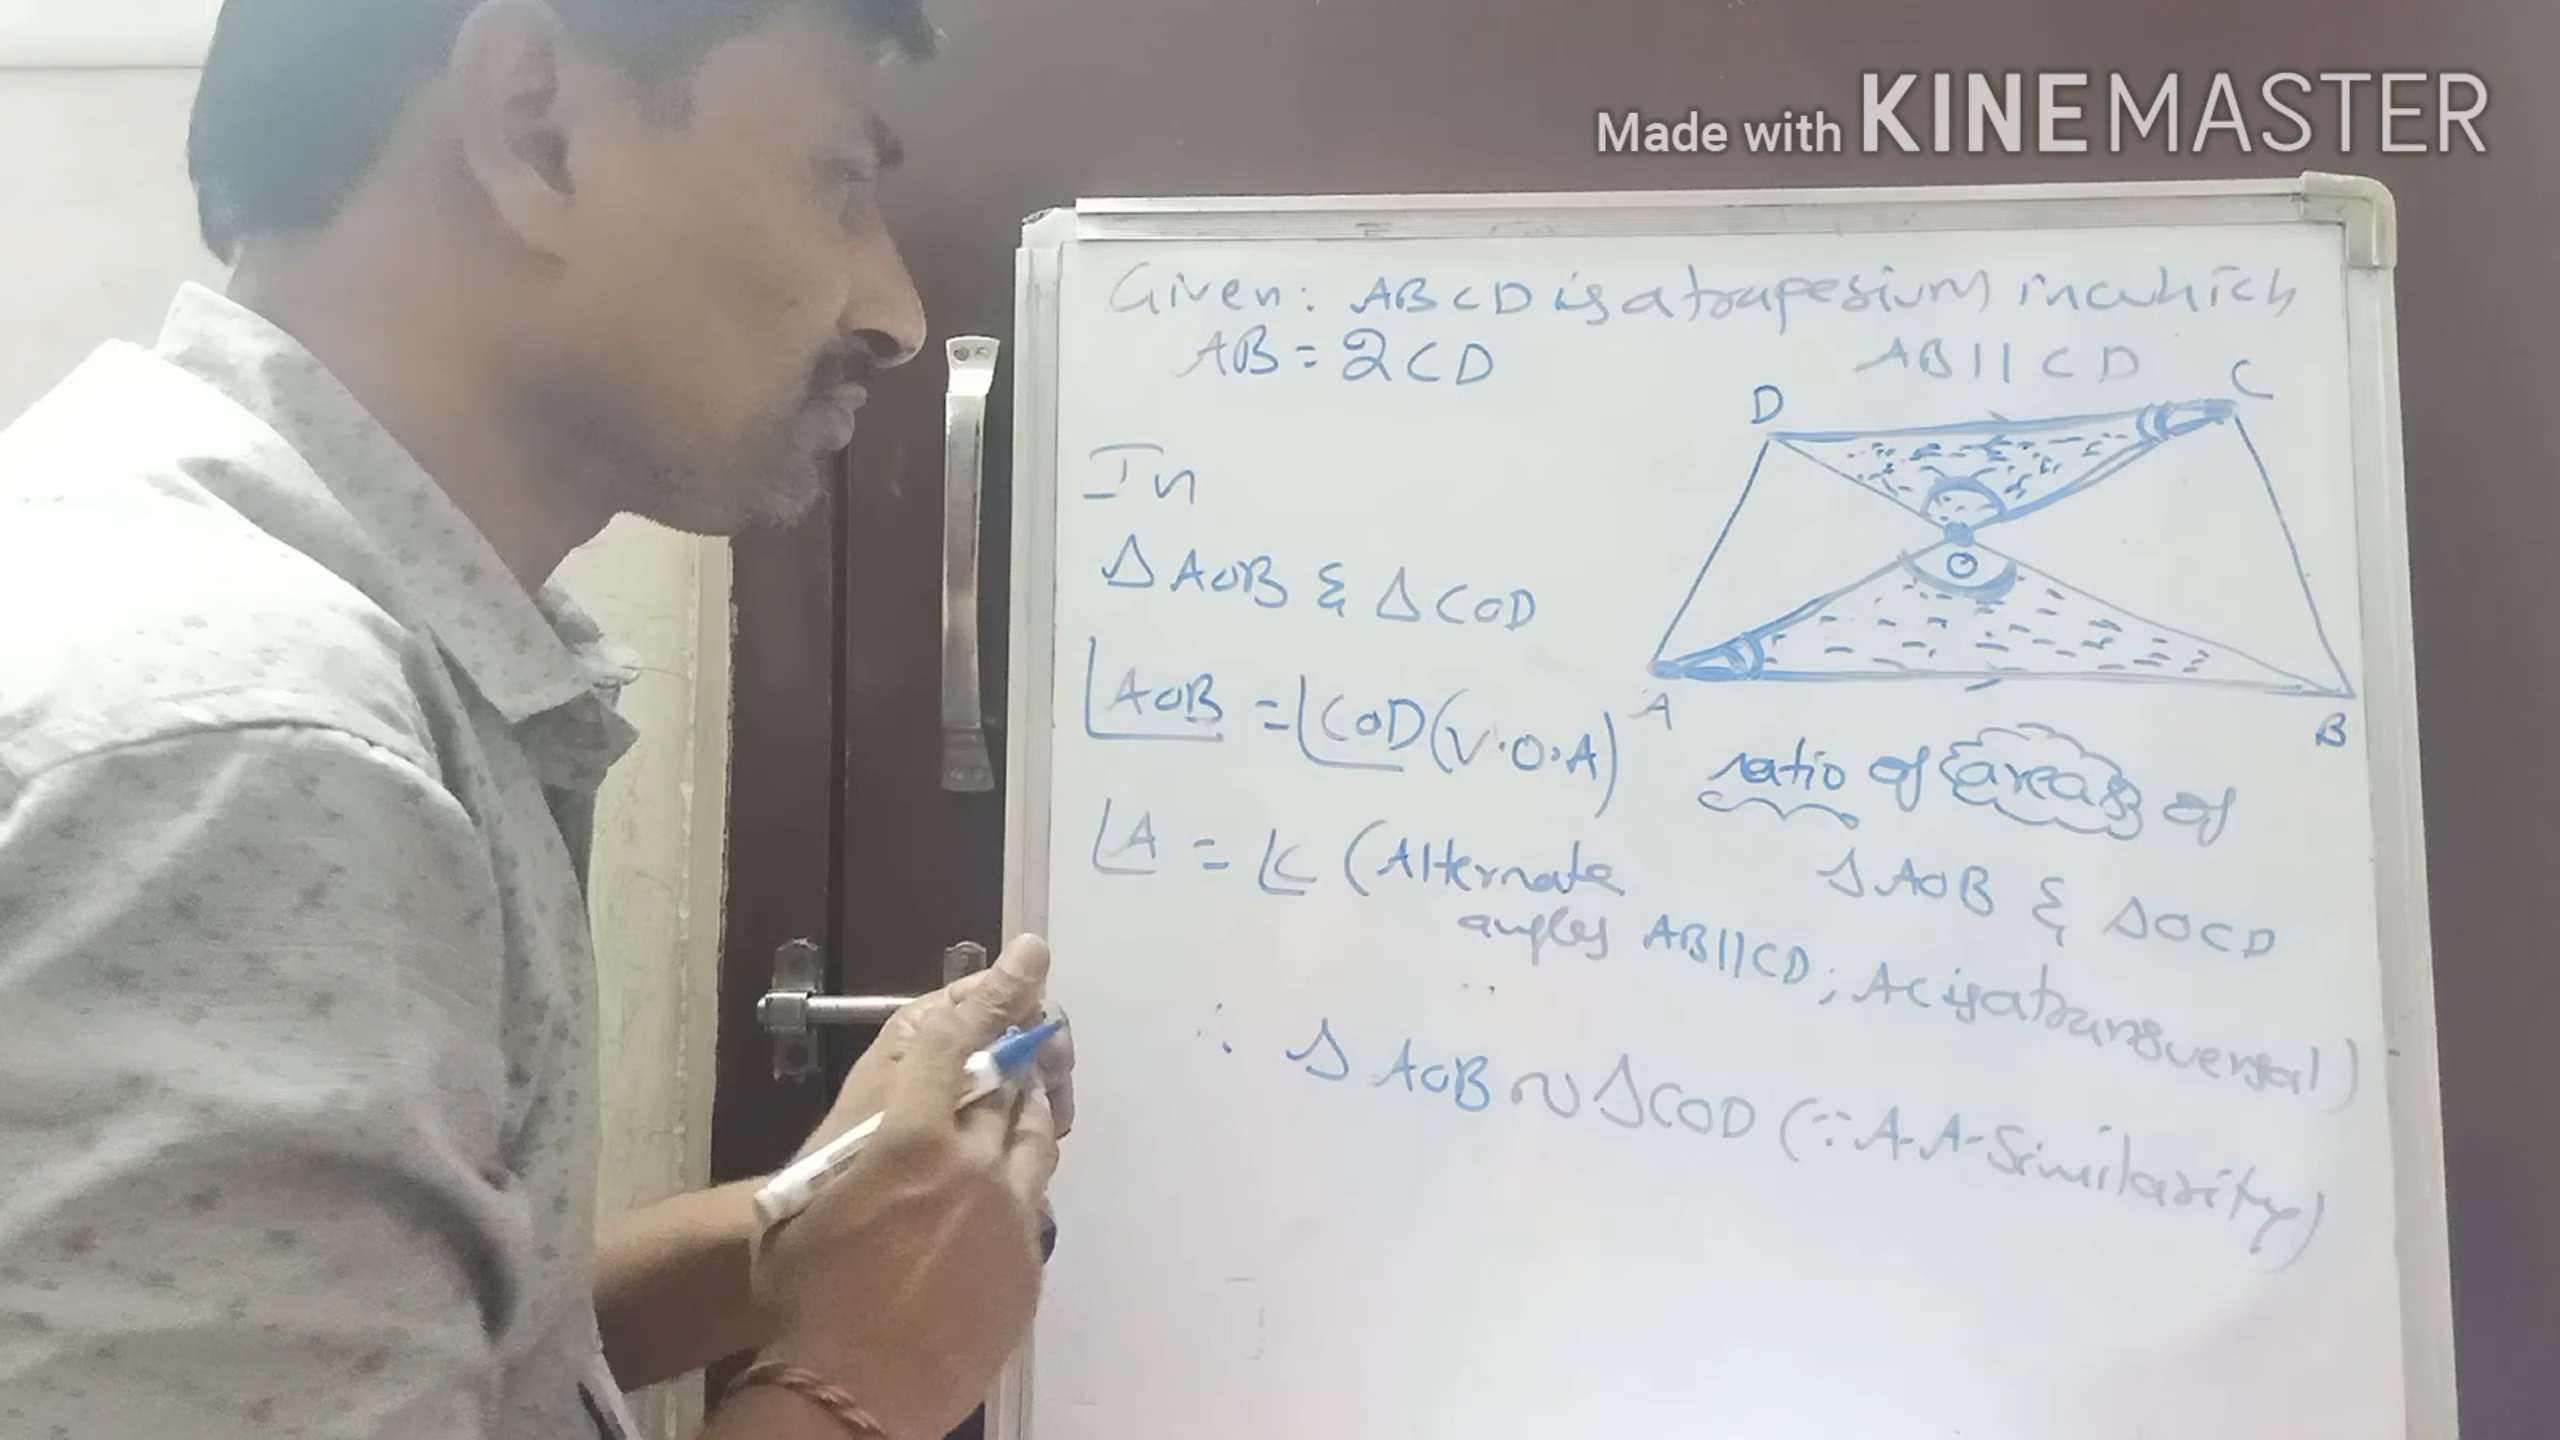 Made with KINEMASTER
Given: ABCD is a trapesium in which
AB = 2CD
AB || CD
D
C
O
A
B
In
Δ AOB & Δ COD
∠AOB = ∠COD (V.O.A)
∠A = ∠C (Alternate
angles AB || CD; AC is a transversal)
ratio of areas of
Δ AOB & Δ OCD
∴ Δ AOB ~ Δ COD (∵ A-A-Similarity)